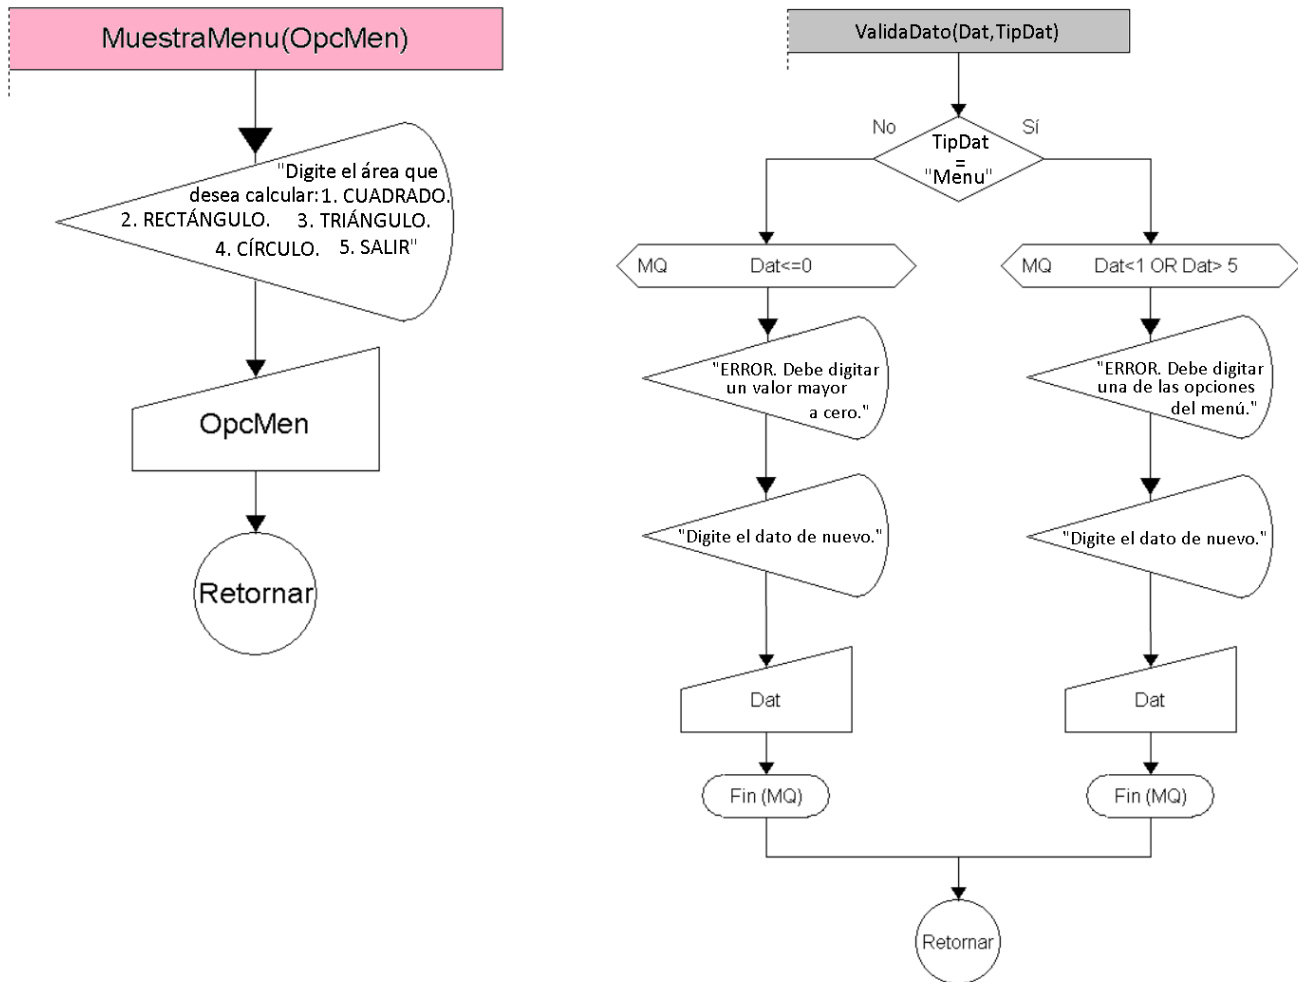 MuestraMenu(OpcMen)
"Digite el área que
desea calcular:1. CUADRADO.
2. RECTÁNGULO. 3. TRIÁNGULO.
4. CÍRCULO. 5. SALIR"
OpcMen
Retornar
ValidaDato(Dat,TipDat)
No
Sí
TipDat
=
"Menu"
MQ Dat<=0
"ERROR. Debe digitar
un valor mayor
a cero."
"Digite el dato de nuevo."
Dat
Fin (MQ)
MQ Dat<1 OR Dat> 5
"ERROR. Debe digitar
una de las opciones
del menú."
"Digite el dato de nuevo."
Dat
Fin (MQ)
Retornar